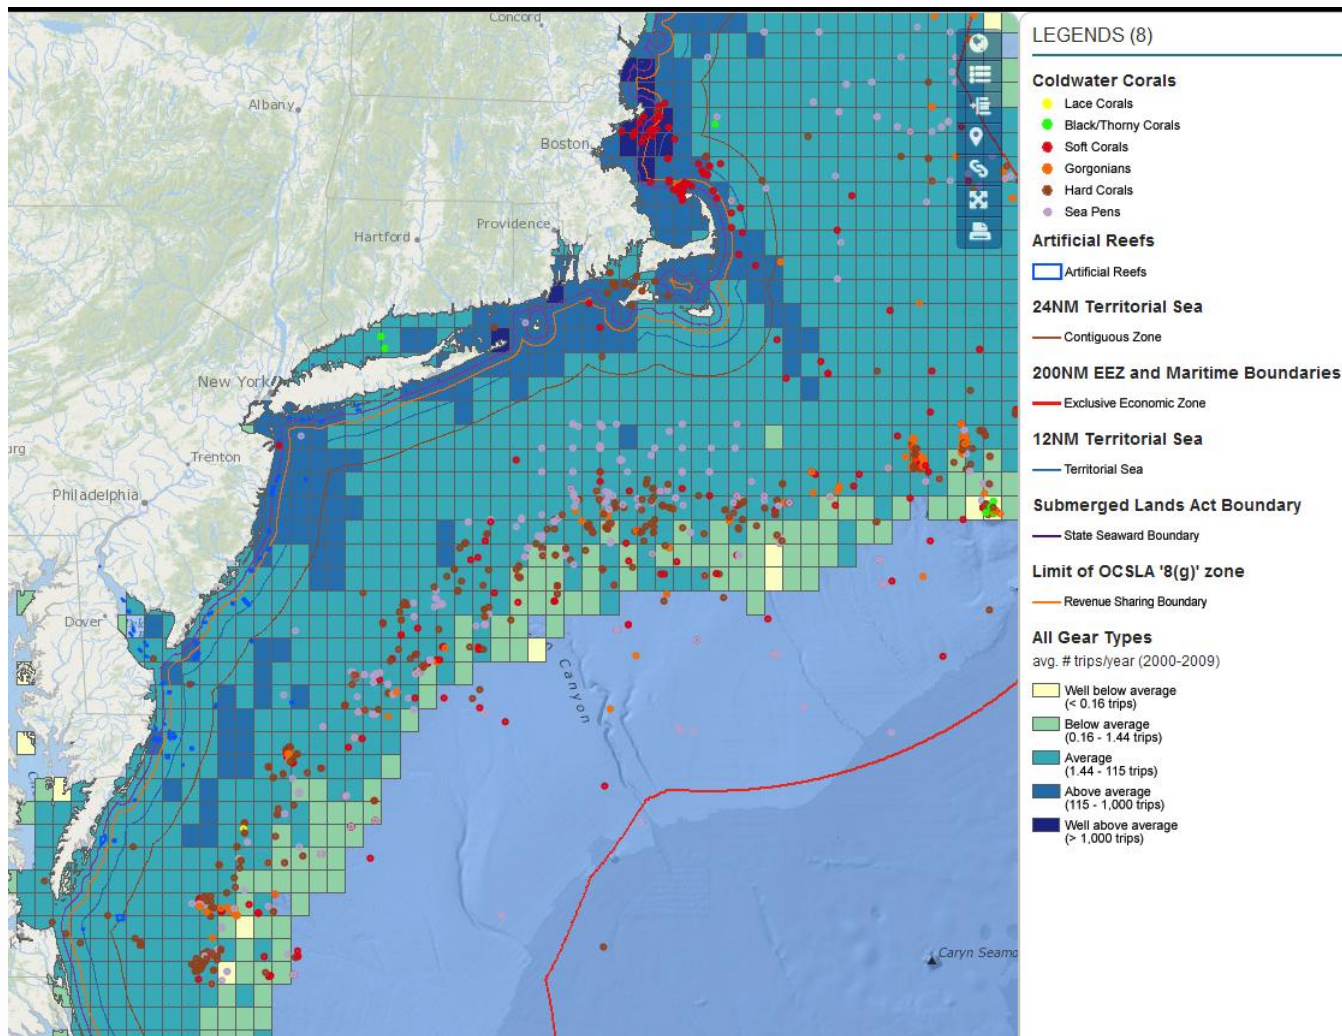 Concord
Albany
Boston
Providence
Hartford
New York
Trenton
Philadelphia
Dover
Canyon
Caryn Seamo
LEGENDS (8)
Coldwater Corals
Lace Corals
Black/Thorny Corals
Soft Corals
Gorgonians
Hard Corals
Sea Pens
Artificial Reefs
Artificial Reefs
24NM Territorial Sea
Contiguous Zone
200NM EEZ and Maritime Boundaries
Exclusive Economic Zone
12NM Territorial Sea
Territorial Sea
Submerged Lands Act Boundary
State Seaward Boundary
Limit of OCSLA '8(g)' zone
Revenue Sharing Boundary
All Gear Types
avg. # trips/year (2000-2009)
Well below average
(< 0.16 trips)
Below average
(0.16 - 1.44 trips)
Average
(1.44 - 115 trips)
Above average
(115 - 1,000 trips)
Well above average
(> 1,000 trips)